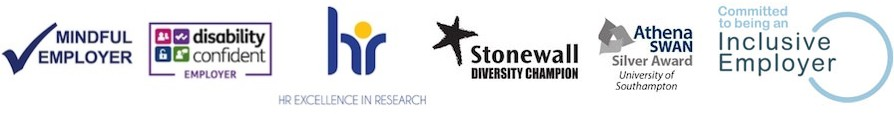 MINDFUL
EMPLOYER
disability
confident
EMPLOYER
hr
HR EXCELLENCE IN RESEARCH
Stonewall
DIVERSITY CHAMPION
Athena
SWAN
Silver Award
University of
Southampton
Committed
to being an
Inclusive
Employer